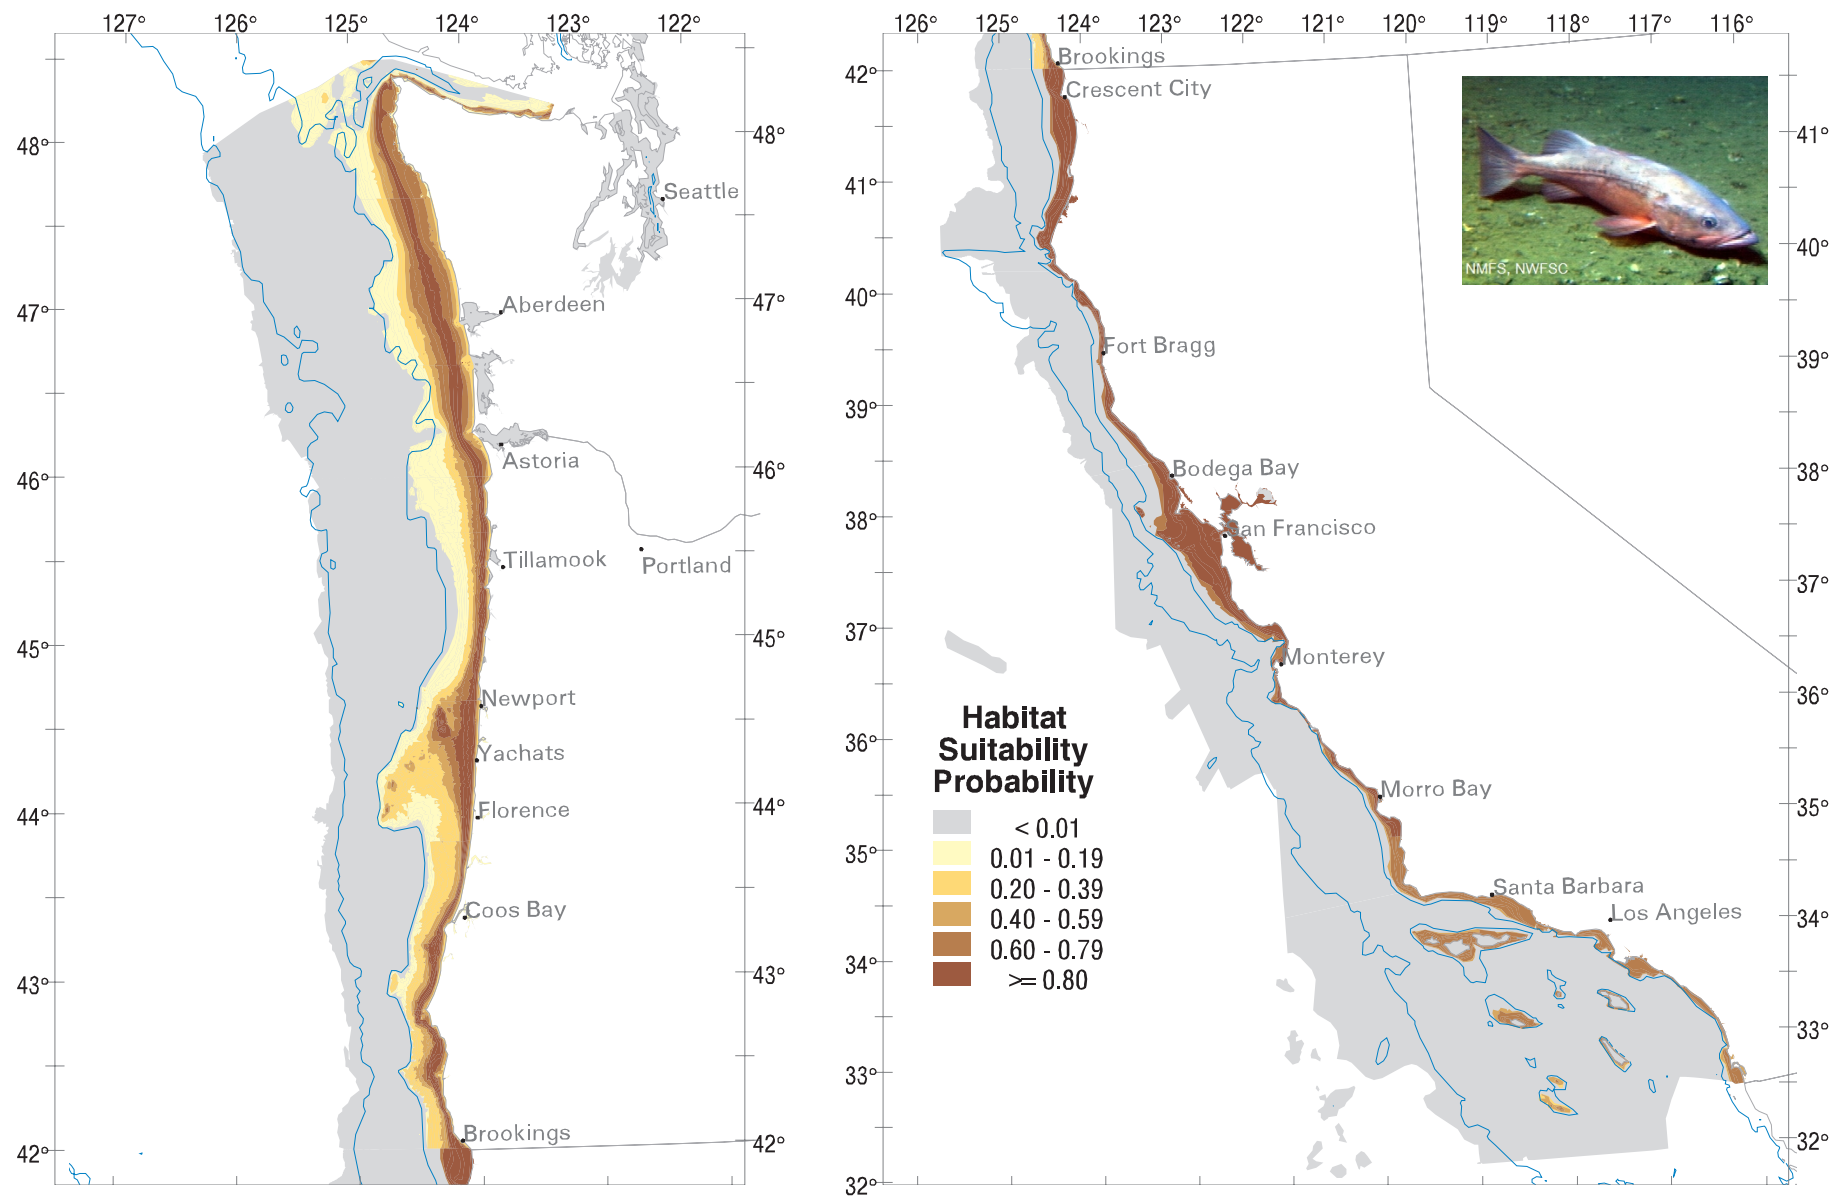 127° 125° 124° 123° 122°
48°
47°
46°
45°
44°
43°
42°
48°
47°
46°
45°
44°
43°
42°
Seattle
Aberdeen
Astoria
Tillamook
Portland
Newport
Yachats
Florence
Coos Bay
Brookings
126° 125° 124° 123° 122° 121° 120° 119° 118° 117° 116°
42°
41°
40°
39°
38°
37°
36°
35°
34°
33°
32°
41°
40°
39°
38°
37°
36°
35°
34°
33°
32°
Brookings
Crescent City
Fort Bragg
Bodega Bay
San Francisco
Monterey
Morro Bay
Santa Barbara
Los Angeles
NMFS, NWFSC
Habitat
Suitability
Probability
< 0.01
0.01 - 0.19
0.20 - 0.39
0.40 - 0.59
0.60 - 0.79
>= 0.80